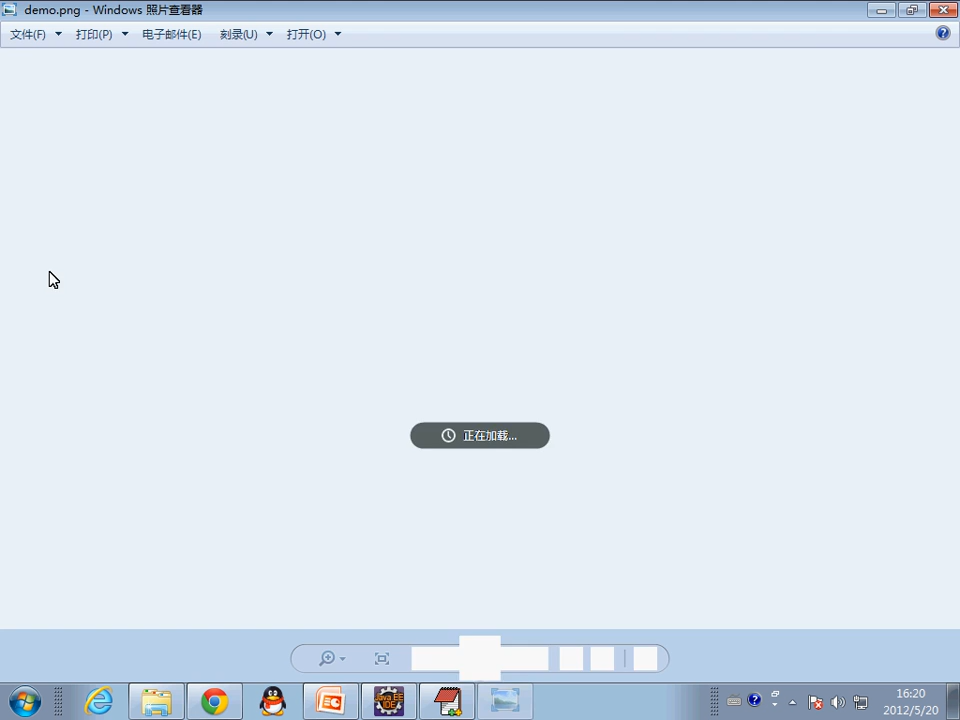 demo.png - Windows 照片查看器
文件(F) 打印(P) 电子邮件(E) 刻录(U) 打开(O)
正在加载...
Java EE
IDE
16:20
2012/5/20